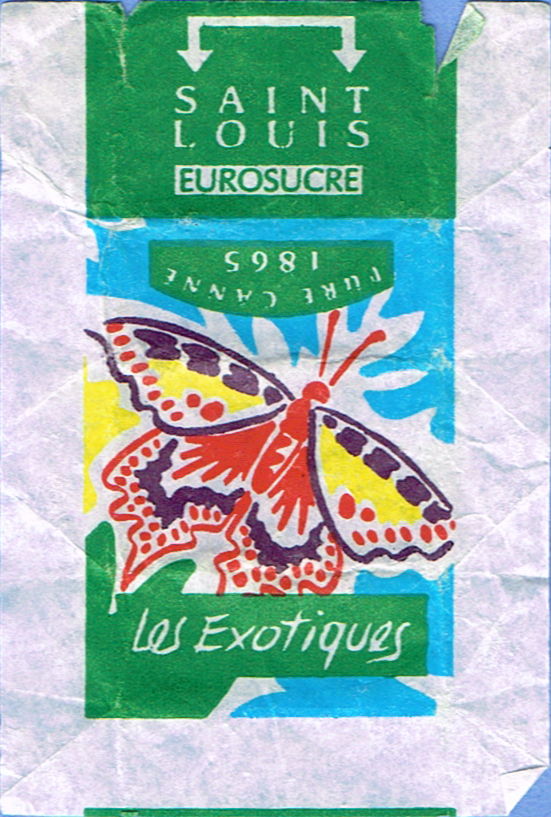 SAINT
LOUIS
EUROSUCRE
PURE CANNE
1865
Les Exotiques